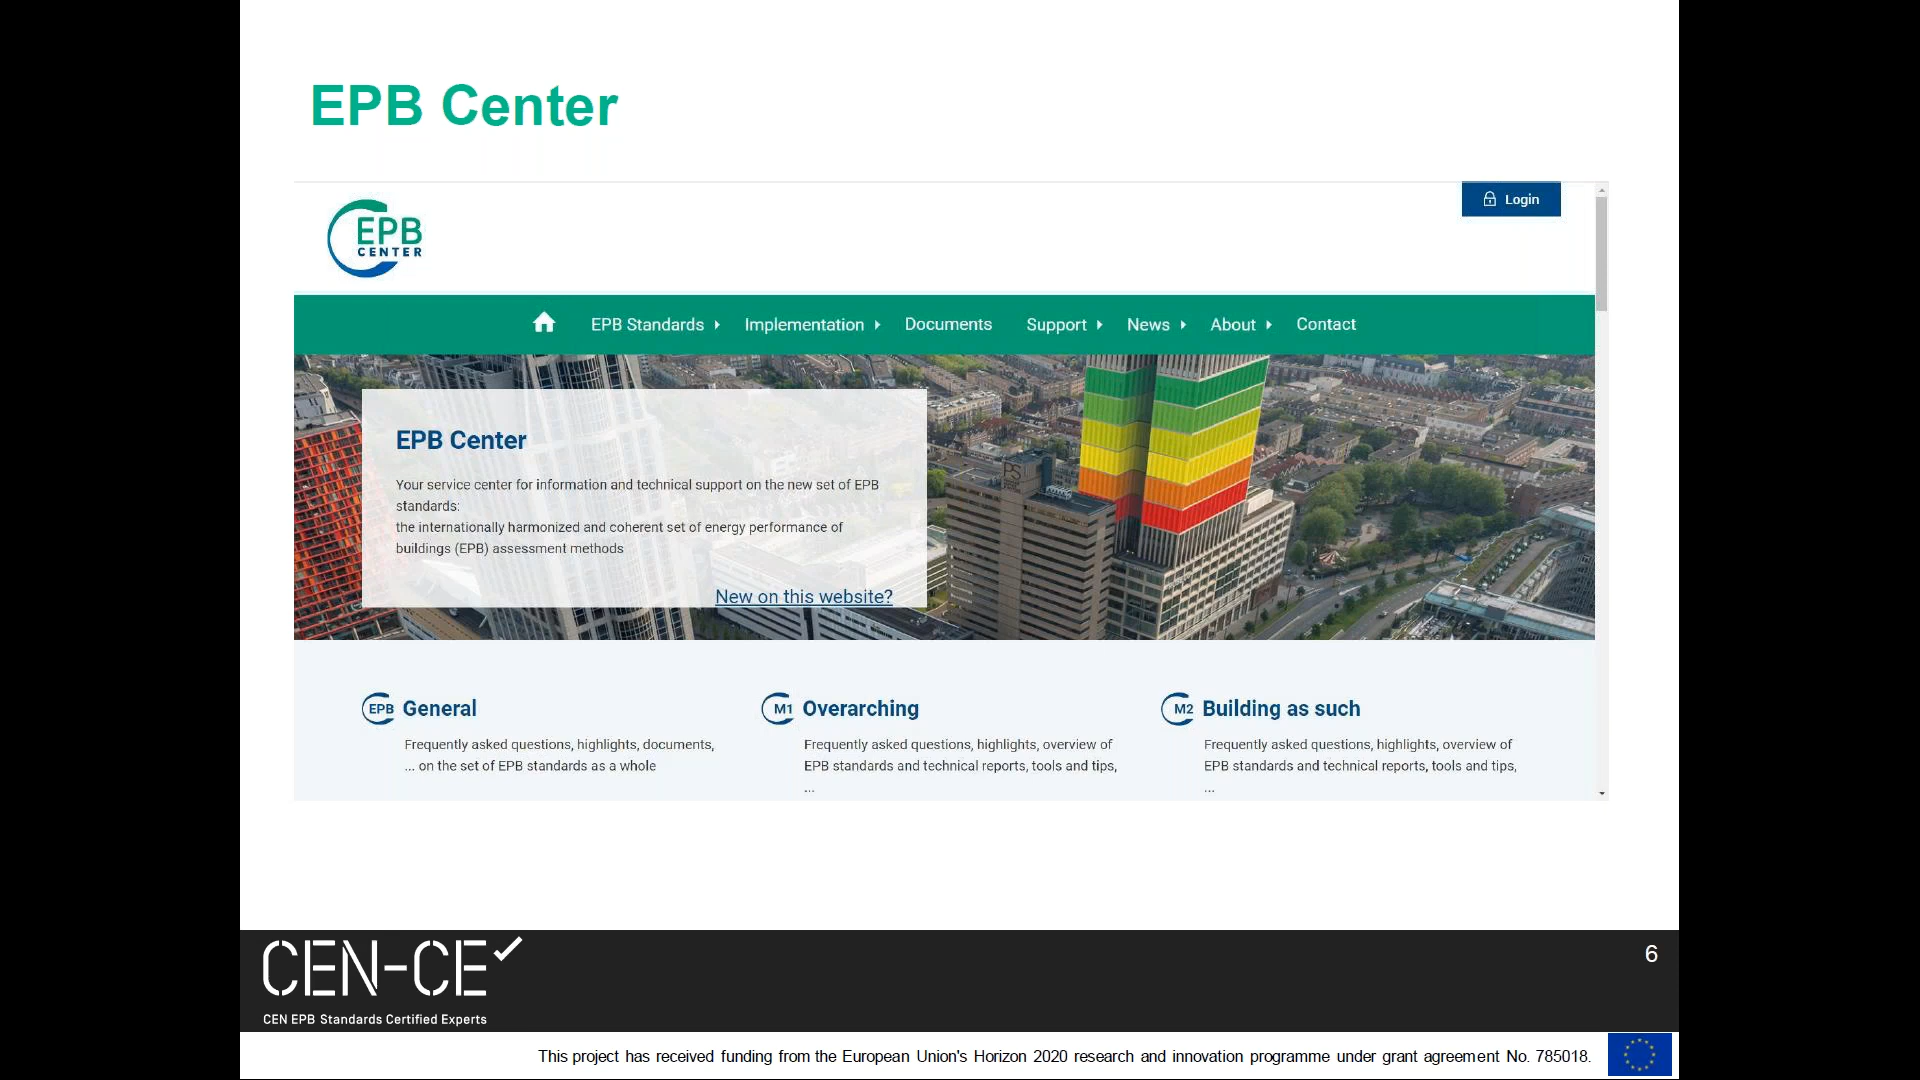 EPB Center
EPB
CENTER
Login
EPB Standards
Implementation
Documents
Support
News
About
Contact
EPB Center
Your service center for information and technical support on the new set of EPB
standards:
the internationally harmonized and coherent set of energy performance of
buildings (EPB) assessment methods
New on this website?
PS
EPB General
Frequently asked questions, highlights, documents,
... on the set of EPB standards as a whole
M1 Overarching
Frequently asked questions, highlights, overview of
EPB standards and technical reports, tools and tips,
...
M2 Building as such
Frequently asked questions, highlights, overview of
EPB standards and technical reports, tools and tips,
...
CEN-CE
CEN EPB Standards Certified Experts
6
This project has received funding from the European Union's Horizon 2020 research and innovation programme under grant agreement No. 785018.